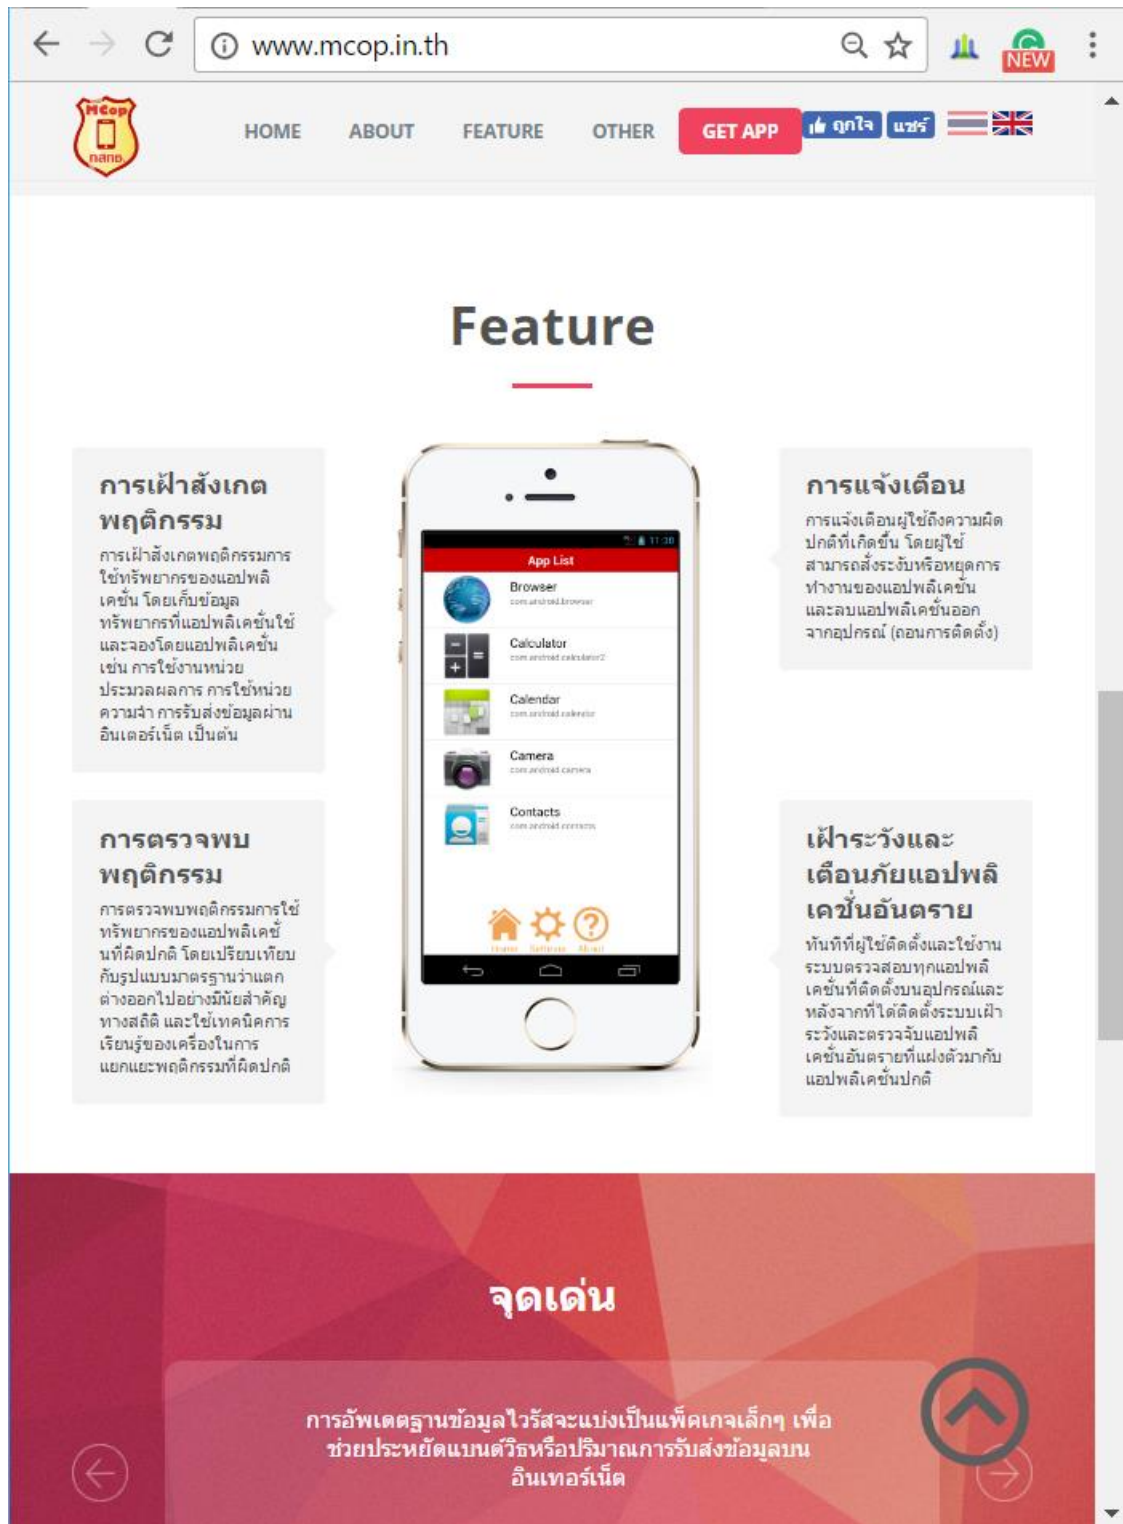 www.mcop.in.th
NEW
MCop
กสทช.
HOME
ABOUT
FEATURE
OTHER
GET APP
ถูกใจ
แชร์
Feature
การเฝ้าสังเกต
พฤติกรรม
การเฝ้าสังเกตพฤติกรรมการ
ใช้ทรัพยากรของแอปพลิ
เคชั่น โดยเก็บข้อมูล
ทรัพยากรที่แอปพลิเคชั่นใช้
และจองโดยแอปพลิเคชั่น
เช่น การใช้งานหน่วย
ประมวลผลการ การใช้หน่วย
ความจำ การรับส่งข้อมูลผ่าน
อินเตอร์เน็ต เป็นต้น
การตรวจพบ
พฤติกรรม
การตรวจพบพฤติกรรมการใช้
ทรัพยากรของแอปพลิเคชั่
นที่ผิดปกติ โดยเปรียบเทียบ
กับรูปแบบมาตรฐานว่าแตก
ต่างออกไปอย่างมีนัยสำคัญ
ทางสถิติ และใช้เทคนิคการ
เรียนรู้ของเครื่องในการ
แยกแยะพฤติกรรมที่ผิดปกติ
11:38
App List
Browser
com.android.browser
Calculator
com.android.calculator2
Calendar
com.android.calendar
Camera
com.android.camera
Contacts
com.android.contacts
Home
Settings
About
การแจ้งเตือน
การแจ้งเตือนผู้ใช้ถึงความผิด
ปกติที่เกิดขึ้น โดยผู้ใช้
สามารถสั่งระงับหรือหยุดการ
ทำงานของแอปพลิเคชั่น
และลบแอปพลิเคชั่นออก
จากอุปกรณ์ (ถอนการติดตั้ง)
เฝ้าระวังและ
เตือนภัยแอปพลิ
เคชั่นอันตราย
ทันทีที่ผู้ใช้ติดตั้งและใช้งาน
ระบบตรวจสอบทุกแอปพลิ
เคชั่นที่ติดตั้งบนอุปกรณ์และ
หลังจากที่ได้ติดตั้งระบบเฝ้า
ระวังและตรวจจับแอปพลิ
เคชั่นอันตรายที่แฝงตัวมากับ
แอปพลิเคชั่นปกติ
จุดเด่น
การอัพเดตฐานข้อมูลไวรัสจะแบ่งเป็นแพ็คเกจเล็กๆ เพื่อ
ช่วยประหยัดแบนด์วิธหรือปริมาณการรับส่งข้อมูลบน
อินเทอร์เน็ต